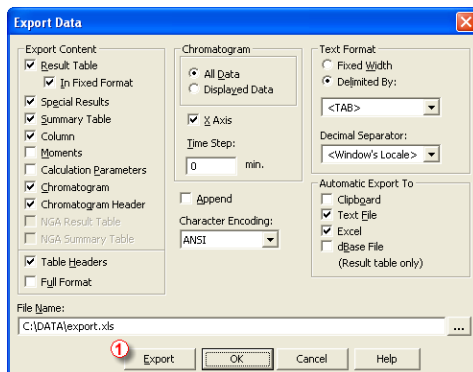 Export Data
Export Content
Result Table
In Fixed Format
Special Results
Summary Table
Column
Moments
Calculation Parameters
Chromatogram
Chromatogram Header
NGA Result Table
NGA Summary Table
Table Headers
Full Format
Chromatogram
All Data
Displayed Data
X Axis
Time Step:
0 min.
Append
Character Encoding:
ANSI
Text Format
Fixed Width
Delimited By:
<TAB>
Decimal Separator:
<Window's Locale>
Automatic Export To
Clipboard
Text File
Excel
dBase File
(Result table only)
File Name:
C:\DATA\export.xls
...
1
Export
OK
Cancel
Help